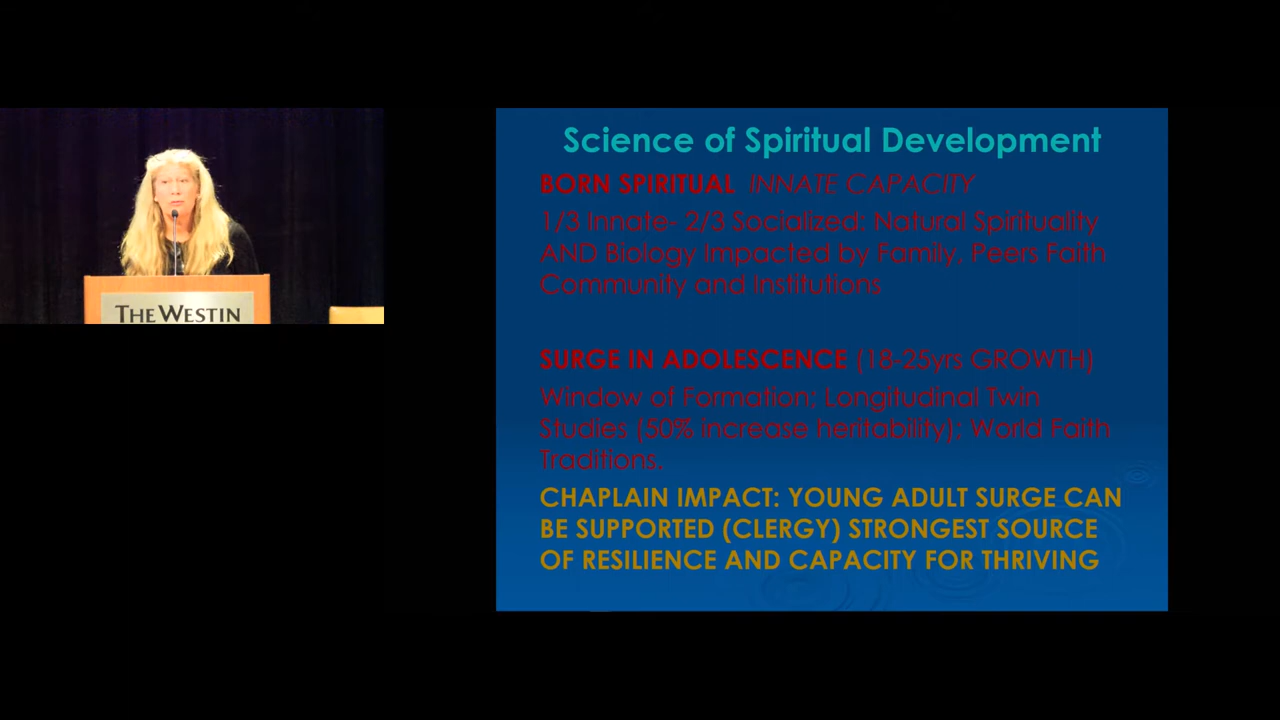 THE WESTIN
Science of Spiritual Development
BORN SPIRITUAL INNATE CAPACITY
1/3 Innate- 2/3 Socialized: Natural Spirituality
AND Biology Impacted by Family, Peers Faith
Community and Institutions
SURGE IN ADOLESCENCE (18-25yrs GROWTH)
Window of Formation; Longitudinal Twin
Studies (50% increase heritability); World Faith
Traditions.
CHAPLAIN IMPACT: YOUNG ADULT SURGE CAN
BE SUPPORTED (CLERGY) STRONGEST SOURCE
OF RESILIENCE AND CAPACITY FOR THRIVING